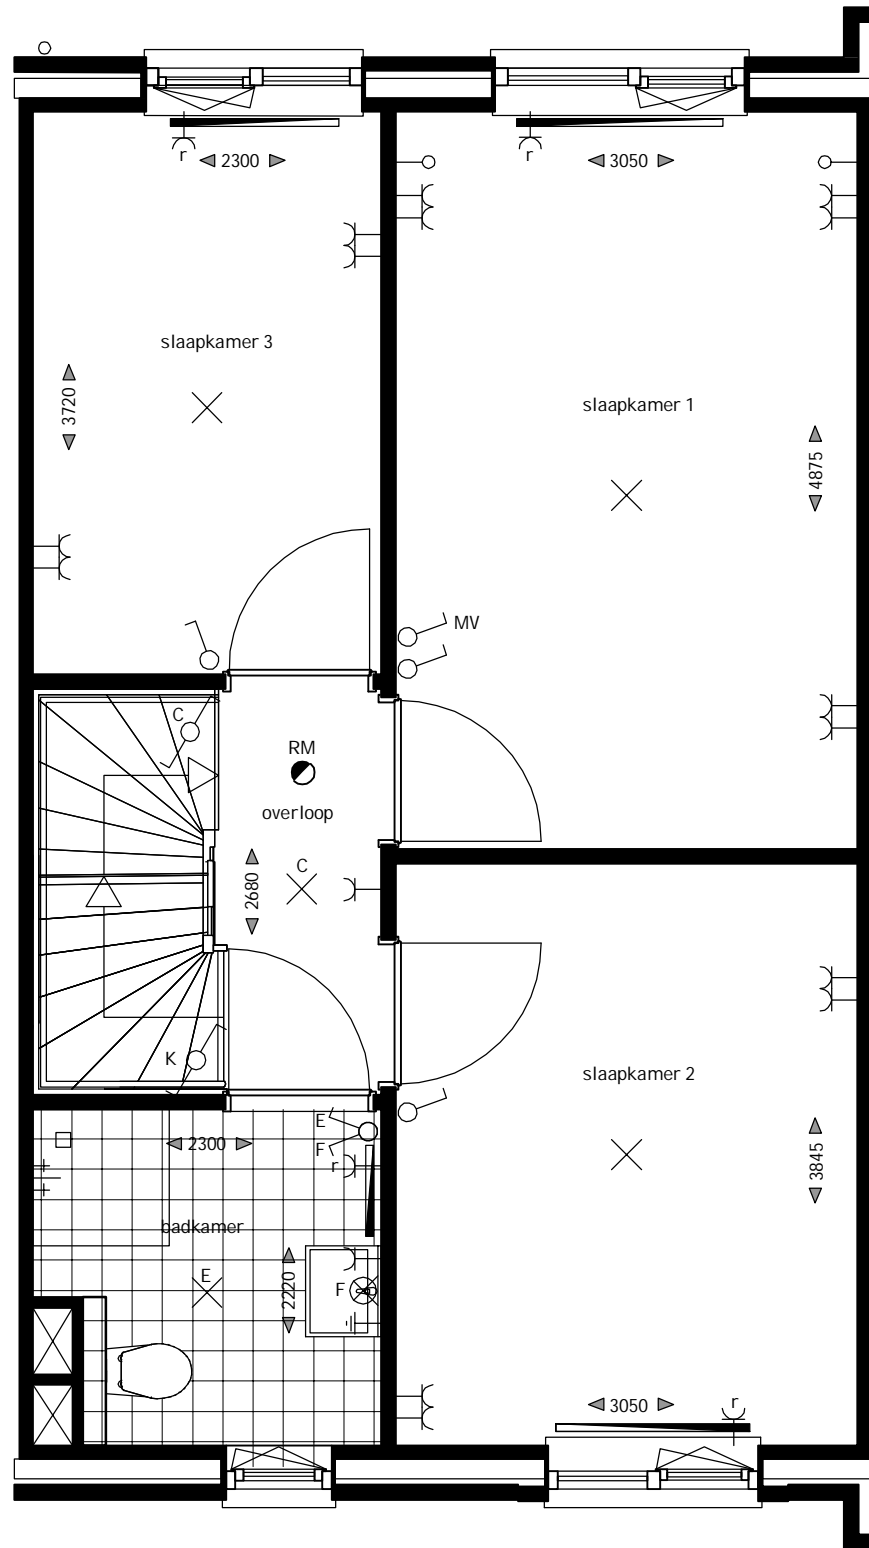 r
2300
r
3050
slaapkamer 3
3720
slaapkamer 1
4875
MV
C
RM
overloop
C
2680
K
slaapkamer 2
E
2300
F
r
3845
badkamer
E
2220
F
3050
r